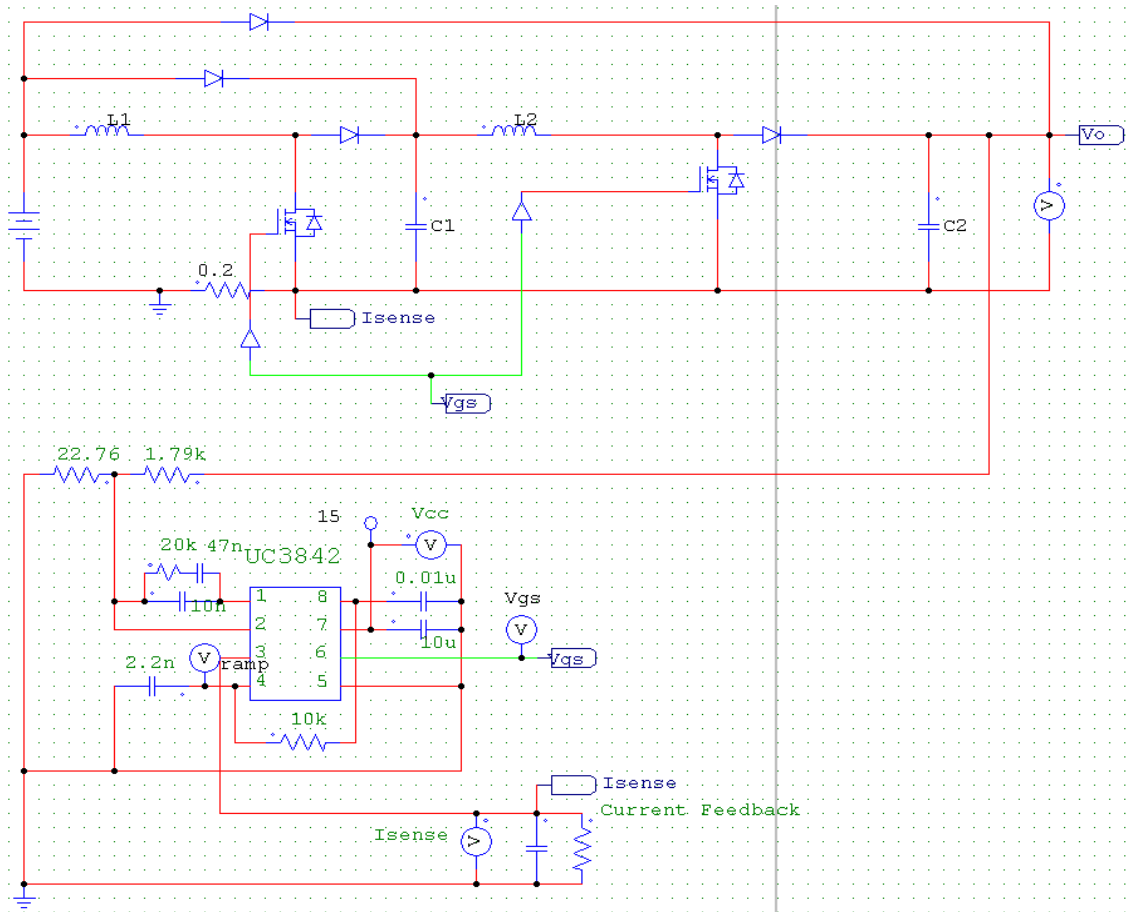 L1
L2
Vo
C1
C2
V
0.2
Isense
Vgs
22.76
1.79k
15
Vcc
20k
47n
UC3842
V
0.01u
10n
1
8
Vgs
2
7
10u
V
2.2n
V
ramp
3
6
Vgs
4
5
10k
Isense
Current Feedback
Isense
V